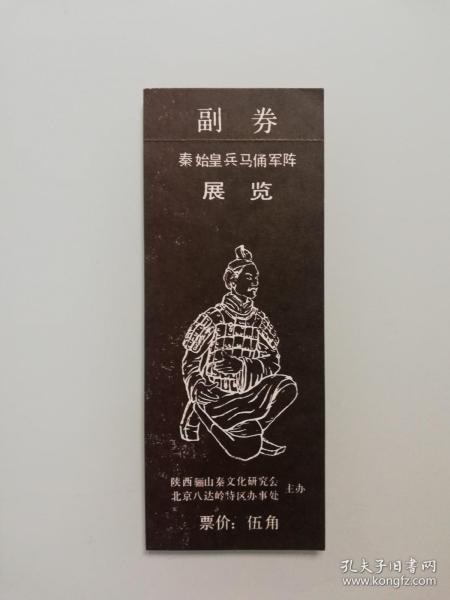 副券
秦始皇兵马俑军阵
展览
陕西骊山秦文化研究会
北京八达岭特区办事处
主办
票价：伍角
孔夫子旧书网
www.kongfz.com